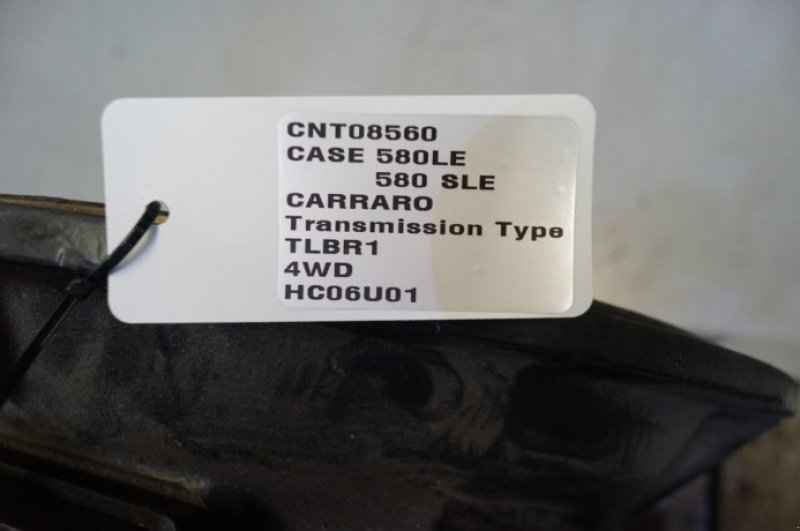 CNT08560
CASE 580LE
580 SLE
CARRARO
Transmission Type
TLBR1
4WD
HC06U01